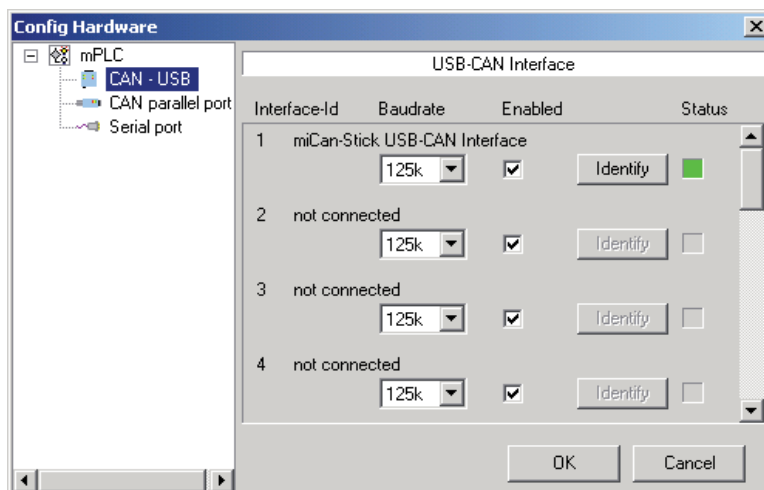 Config Hardware
mPLC
CAN - USB
CAN parallel port
Serial port
USB-CAN Interface
Interface-Id Baudrate Enabled Status
1 miCan-Stick USB-CAN Interface
125k Identify
2 not connected
125k Identify
3 not connected
125k Identify
4 not connected
125k Identify
OK Cancel